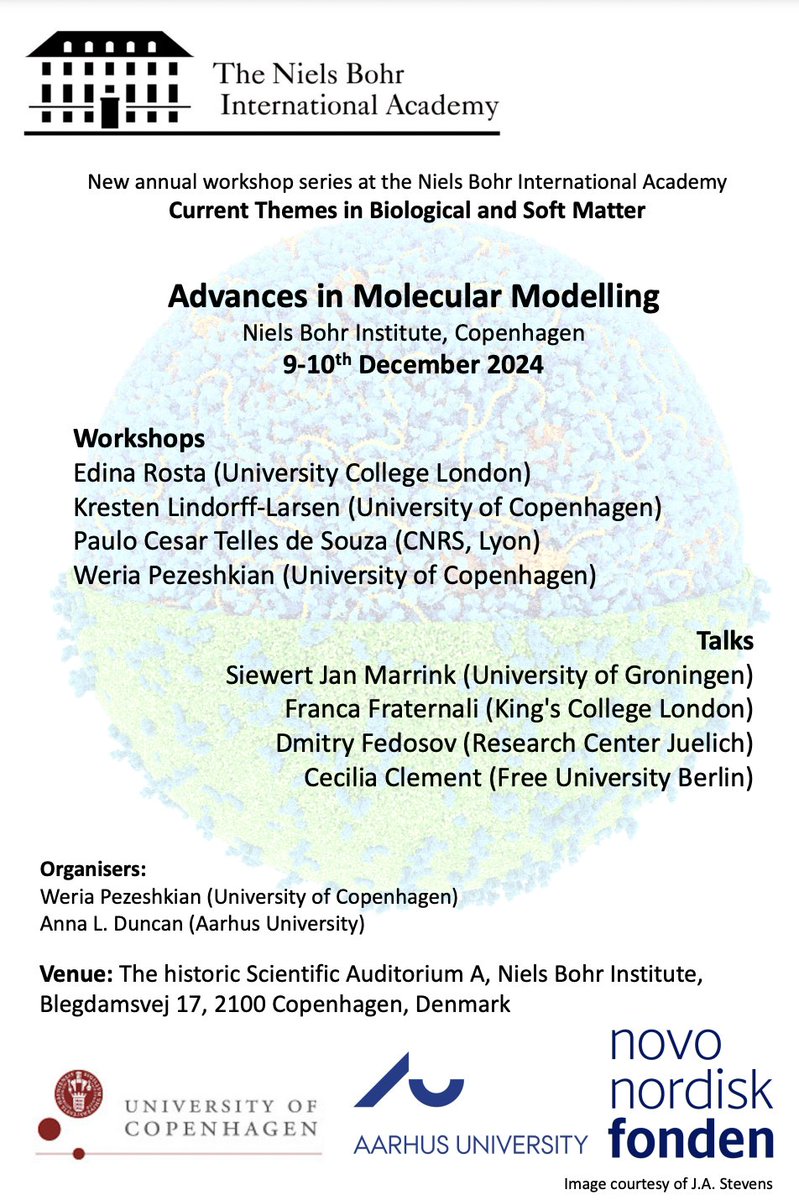 The Niels Bohr
International Academy
New annual workshop series at the Niels Bohr International Academy
Current Themes in Biological and Soft Matter
Advances in Molecular Modelling
Niels Bohr Institute, Copenhagen
9-10th December 2024
Workshops
Edina Rosta (University College London)
Kresten Lindorff-Larsen (University of Copenhagen)
Paulo Cesar Telles de Souza (CNRS, Lyon)
Weria Pezeshkian (University of Copenhagen)
Talks
Siewert Jan Marrink (University of Groningen)
Franca Fraternali (King's College London)
Dmitry Fedosov (Research Center Juelich)
Cecilia Clement (Free University Berlin)
Organisers:
Weria Pezeshkian (University of Copenhagen)
Anna L. Duncan (Aarhus University)
Venue: The historic Scientific Auditorium A, Niels Bohr Institute,
Blegdamsvej 17, 2100 Copenhagen, Denmark
UNIVERSITY OF
COPENHAGEN
AARHUS UNIVERSITY
novo
nordisk
fonden
Image courtesy of J.A. Stevens